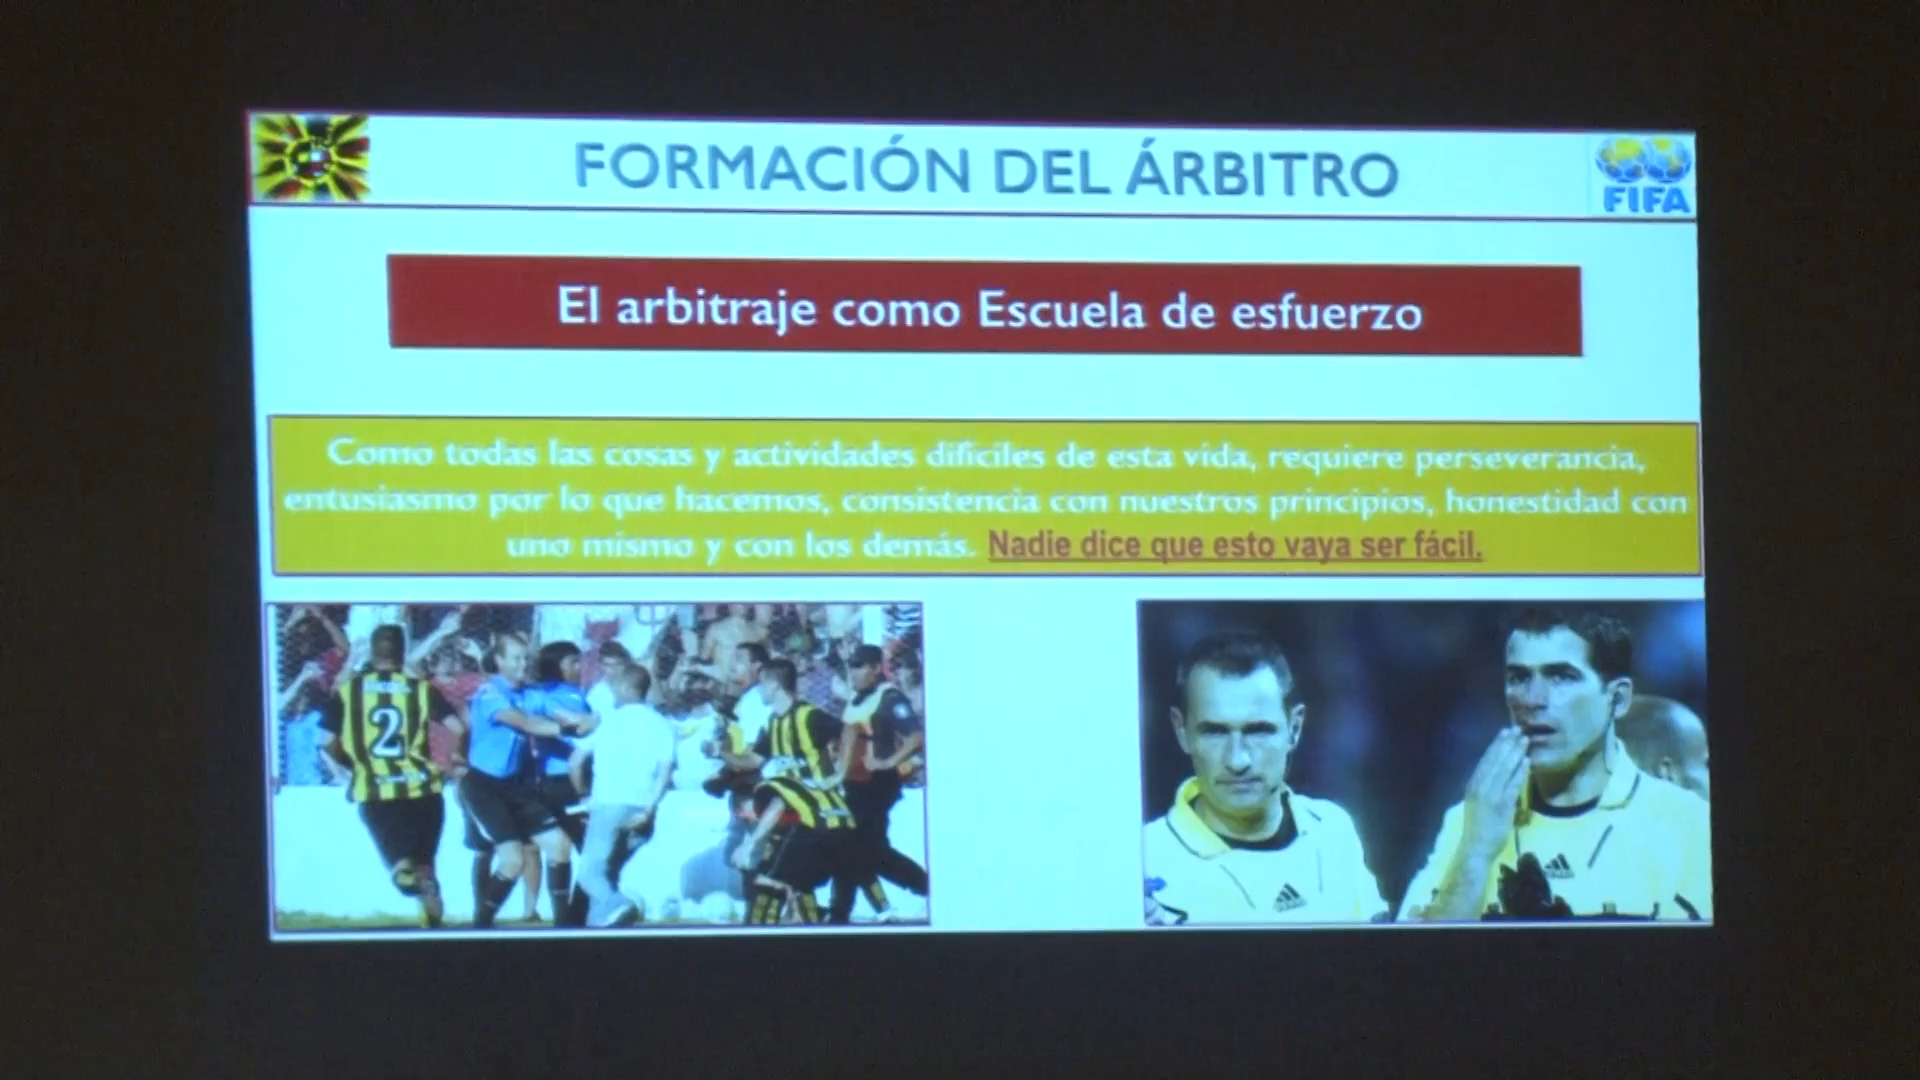 FORMACIÓN DEL ÁRBITRO
FIFA
El arbitraje como Escuela de esfuerzo
Como todas las cosas y actividades difíciles de esta vida, requiere perseverancia,
entusiasmo por lo que hacemos, consistencia con nuestros principios, honestidad con
uno mismo y con los demás. Nadie dice que esto vaya ser fácil.
2